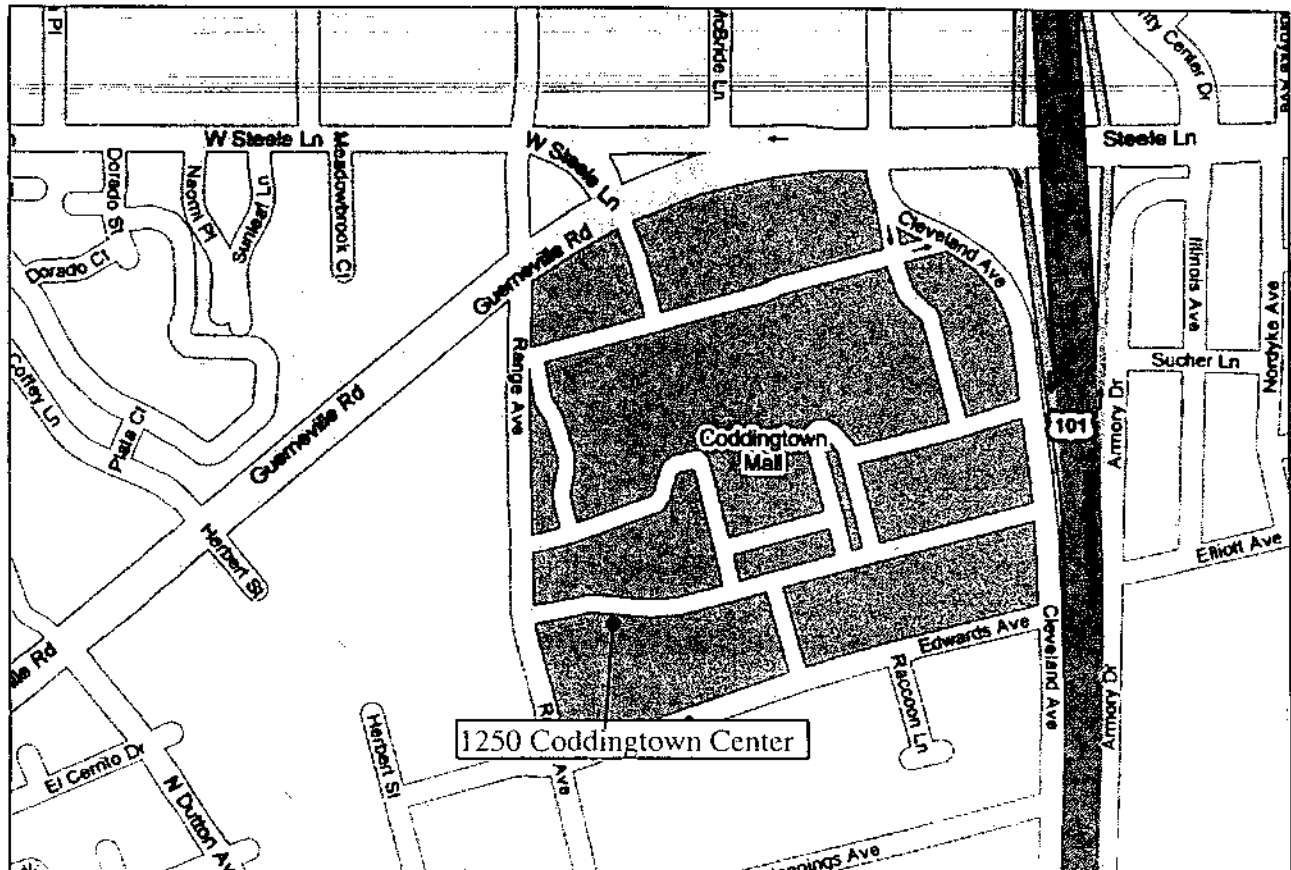 Pl
McBride Ln
W Steele Ln
W Steele Ln
Steele Ln
Dorado St
Naomi Pl
Sunleaf Ln
Meadowbrook Ct
Dorado Ct
Guerneville Rd
Cleveland Ave
Illinois Ave
Nordyke Ave
Range Ave
Sucher Ln
Coffey Ln
Guerneville Rd
Armory Dr
101
Coddingtown
Mall
Herbert St
Elliott Ave
Edwards Ave
Cleveland Ave
Raccoon Ln
Armory Dr
1250 Coddingtown Center
Herbert St
Ave
El Cerrito Dr
N Dutton Av
Ave